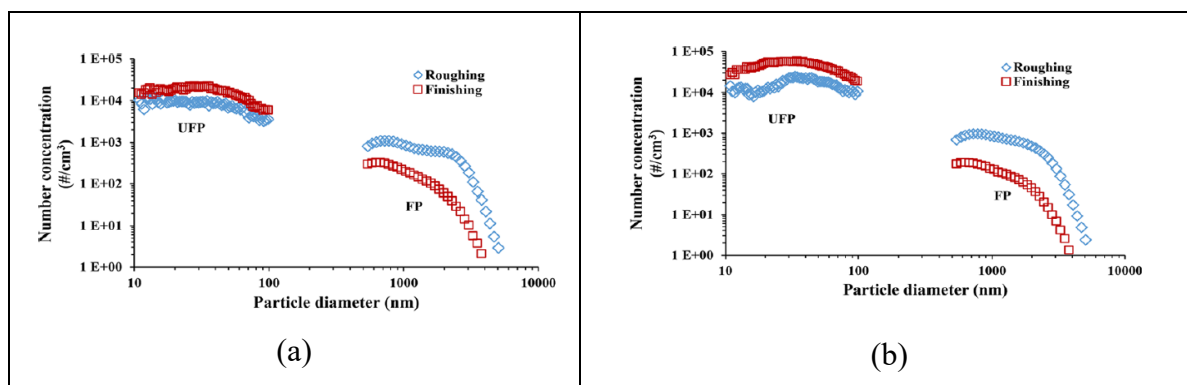 Number concentration
(#/cm³)
1 E+05
1 E+04
1 E+03
1 E+02
1 E+01
1 E+00
Roughing
Finishing
UFP
FP
10 100 1000 10000
Particle diameter (nm)
(a)
Number concentration
(#/cm³)
1 E+05
1 E+04
1 E+03
1 E+02
1 E+01
1 E+00
Roughing
Finishing
UFP
FP
10 100 1000 10000
Particle diameter (nm)
(b)